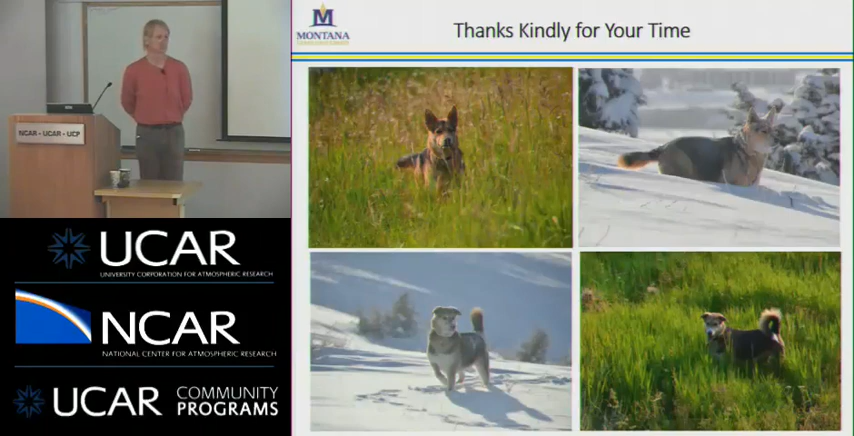 NCAR - UCAR - UCP
UCAR
UNIVERSITY CORPORATION FOR ATMOSPHERIC RESEARCH
NCAR
NATIONAL CENTER FOR ATMOSPHERIC RESEARCH
UCAR COMMUNITY
PROGRAMS
MONTANA
Thanks Kindly for Your Time